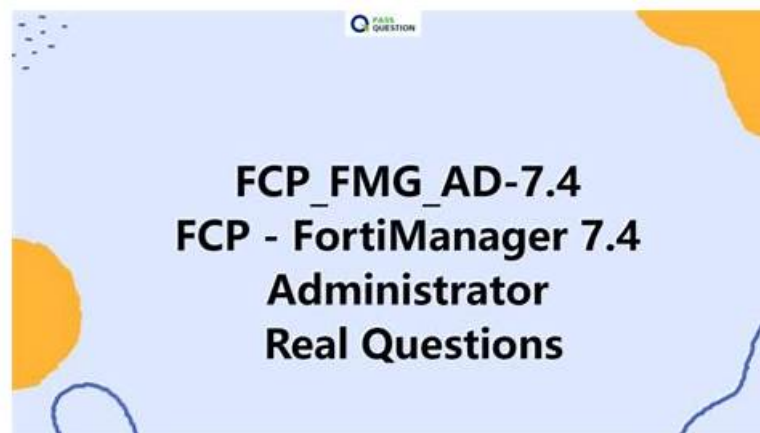 PASS
QUESTION
FCP_FMG_AD-7.4
FCP - FortiManager 7.4
Administrator
Real Questions